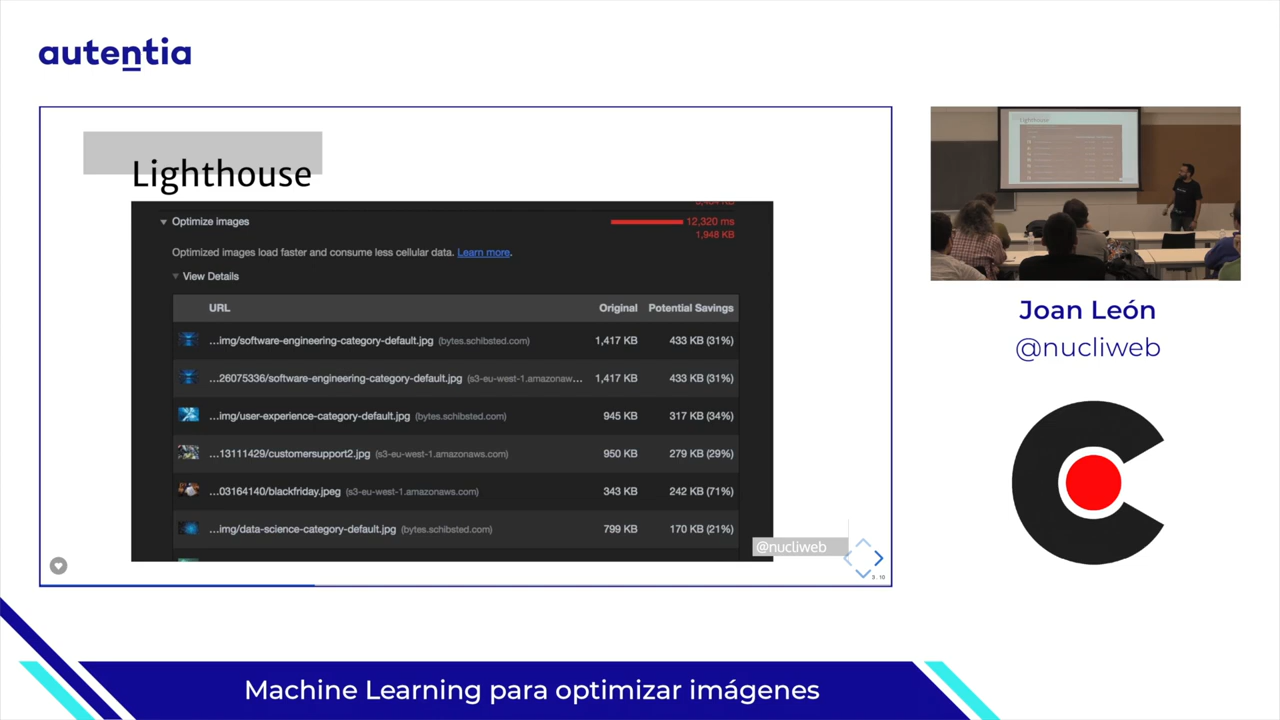 autentia
Lighthouse
Optimize images 12,320 ms
1,948 KB
Optimized images load faster and consume less cellular data. Learn more.
View Details
URL Original Potential Savings
...img/software-engineering-category-default.jpg (bytes.schibsted.com) 1,417 KB 433 KB (31%)
...26075336/software-engineering-category-default.jpg (s3-eu-west-1.amazonaw... 1,417 KB 433 KB (31%)
...img/user-experience-category-default.jpg (bytes.schibsted.com) 945 KB 317 KB (34%)
...13111429/customersupport2.jpg (s3-eu-west-1.amazonaws.com) 950 KB 279 KB (29%)
...03164140/blackfriday.jpeg (s3-eu-west-1.amazonaws.com) 343 KB 242 KB (71%)
...img/data-science-category-default.jpg (bytes.schibsted.com) 799 KB 170 KB (21%)
@nucliweb
3.10
Lighthouse
Joan León
@nucliweb
Machine Learning para optimizar imágenes